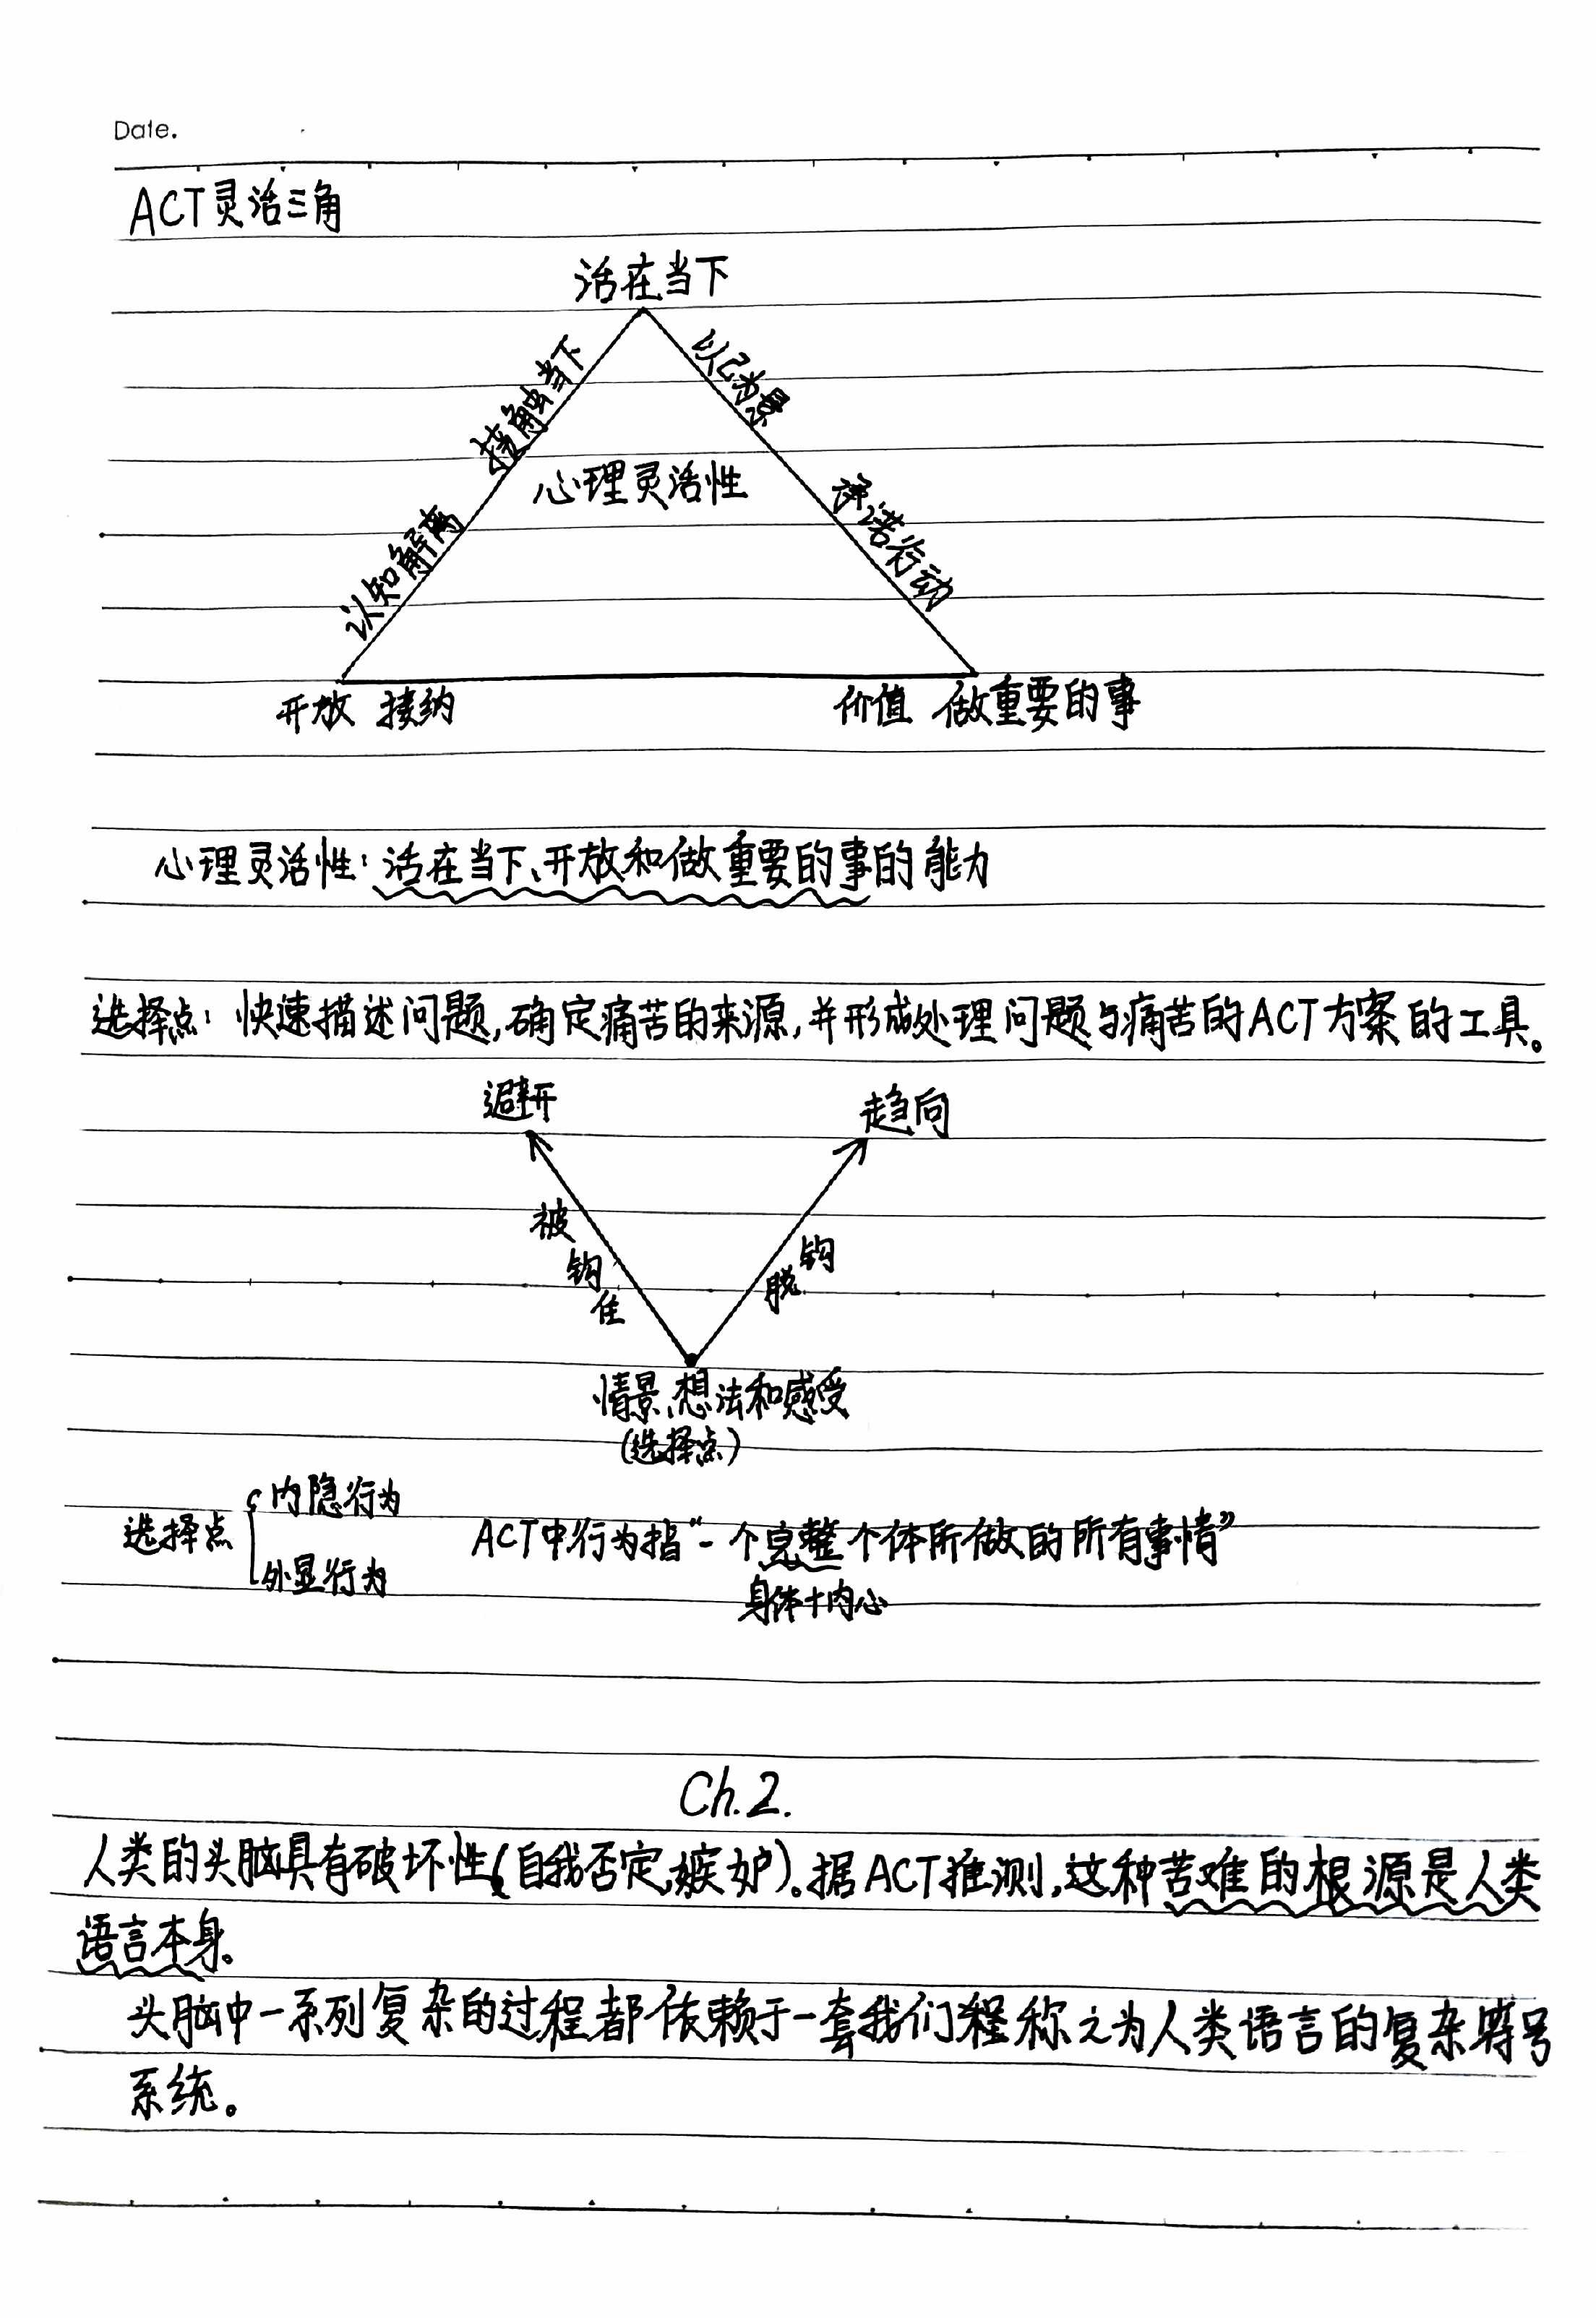 Date.
ACT灵活三角
活在当下
接触当下
以己为景
心理灵活性
认知解离
承诺行动
开放 接纳
价值 做重要的事
心理灵活性:活在当下、开放和做重要的事的能力
选择点:快速描述问题,确定痛苦的来源,并形成处理问题与痛苦的ACT方案的工具。
避开
趋向
被钩住
脱钩
情景、想法和感受
(选择点)
内隐行为
选择点
ACT中行为指“一个完整个体所做的所有事情”
外显行为
身体+内心
Ch.2.
人类的头脑具有破坏性(自我否定,嫉妒)。据ACT推测,这种苦难的根源是人类
语言本身。
头脑中一系列复杂的过程都依赖于一套我们称之为人类语言的复杂符号
系统。